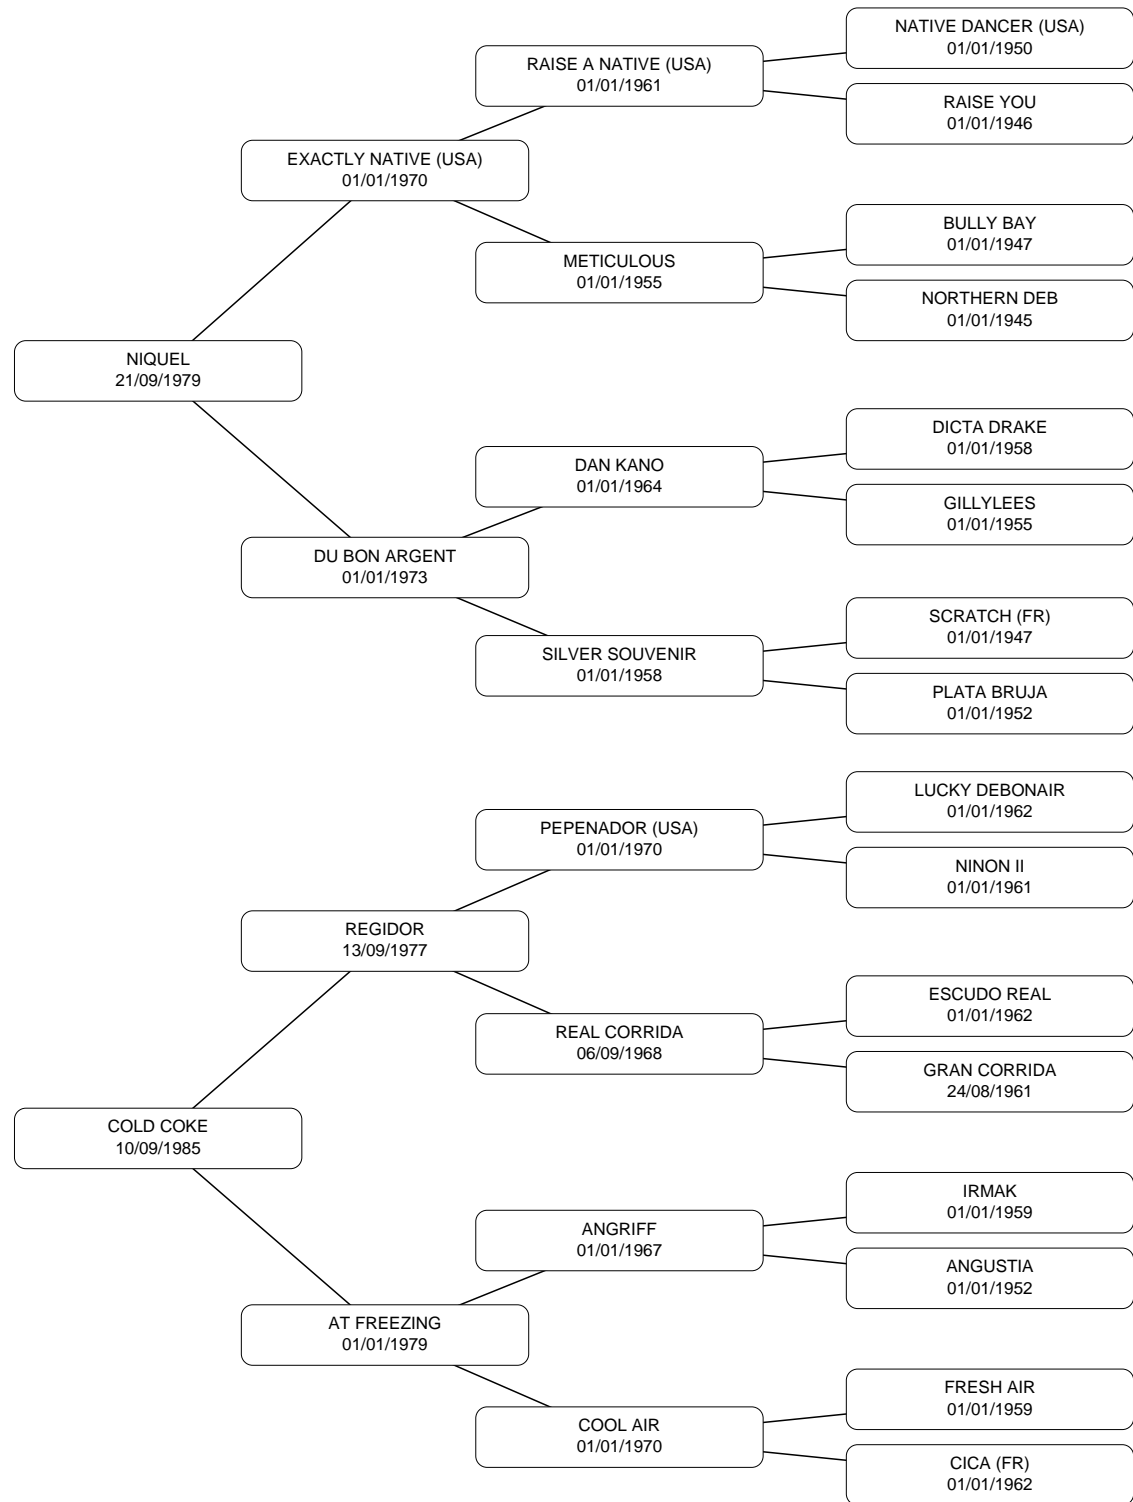 NATIVE DANCER (USA)
01/01/1950
RAISE A NATIVE (USA)
01/01/1961
RAISE YOU
01/01/1946
EXACTLY NATIVE (USA)
01/01/1970
BULLY BAY
01/01/1947
METICULOUS
01/01/1955
NORTHERN DEB
01/01/1945
NIQUEL
21/09/1979
DICTA DRAKE
01/01/1958
DAN KANO
01/01/1964
GILLYLEES
01/01/1955
DU BON ARGENT
01/01/1973
SCRATCH (FR)
01/01/1947
SILVER SOUVENIR
01/01/1958
PLATA BRUJA
01/01/1952
LUCKY DEBONAIR
01/01/1962
PEPENADOR (USA)
01/01/1970
NINON II
01/01/1961
REGIDOR
13/09/1977
ESCUDO REAL
01/01/1962
REAL CORRIDA
06/09/1968
GRAN CORRIDA
24/08/1961
COLD COKE
10/09/1985
IRMAK
01/01/1959
ANGRIFF
01/01/1967
ANGUSTIA
01/01/1952
AT FREEZING
01/01/1979
FRESH AIR
01/01/1959
COOL AIR
01/01/1970
CICA (FR)
01/01/1962